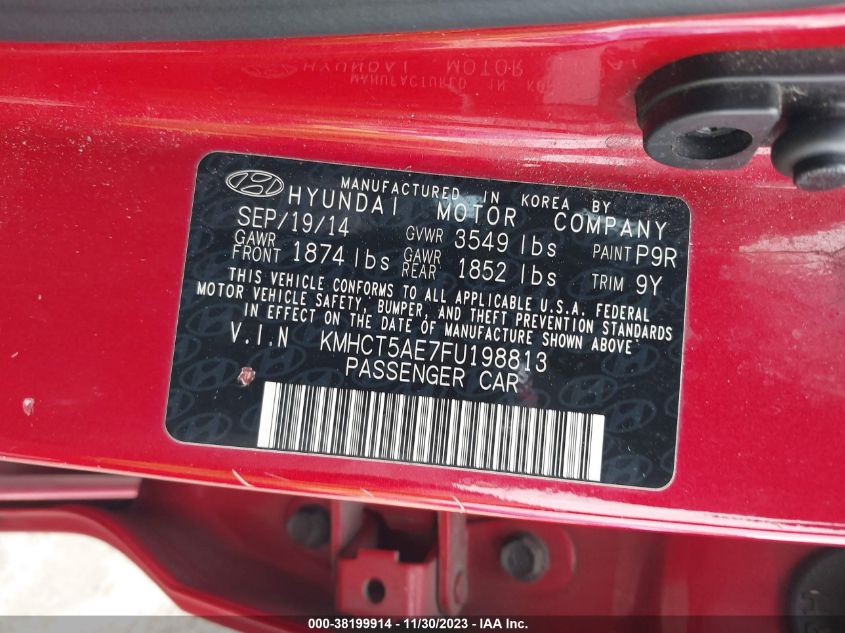 MANUFACTURED IN KOREA BY
HYUNDAI MOTOR COMPANY
SEP/19/14 GVWR 3549 lbs PAINT P9R
GAWR FRONT 1874 lbs GAWR REAR 1852 lbs TRIM 9Y
THIS VEHICLE CONFORMS TO ALL APPLICABLE U.S.A. FEDERAL
MOTOR VEHICLE SAFETY, BUMPER, AND THEFT PREVENTION STANDARDS
IN EFFECT ON THE DATE OF MANUFACTURE SHOWN ABOVE.
V.I.N KMHCT5AE7FU198813
PASSENGER CAR
000-38199914 - 11/30/2023 - IAA Inc.